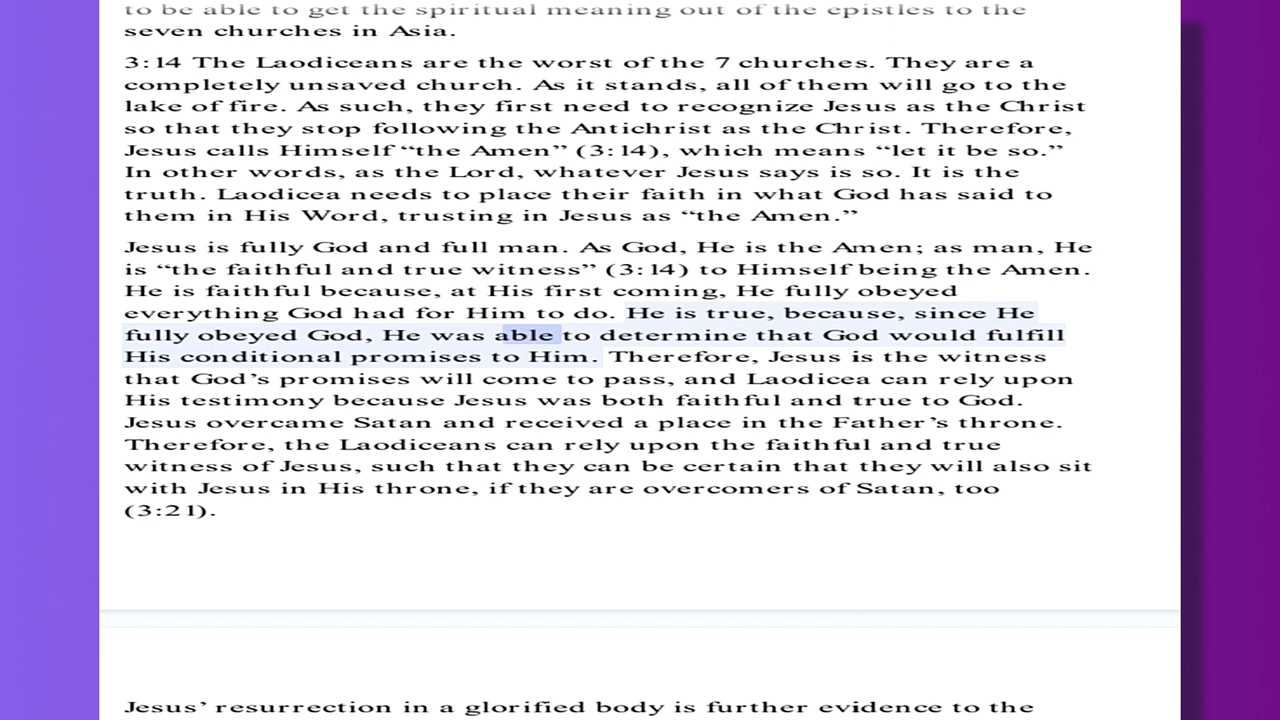 to be able to get the spiritual meaning out of the epistles to the
seven churches in Asia.
3:14 The Laodiceans are the worst of the 7 churches. They are a
completely unsaved church. As it stands, all of them will go to the
lake of fire. As such, they first need to recognize Jesus as the Christ
so that they stop following the Antichrist as the Christ. Therefore,
Jesus calls Himself “the Amen” (3:14), which means “let it be so.”
In other words, as the Lord, whatever Jesus says is so. It is the
truth. Laodicea needs to place their faith in what God has said to
them in His Word, trusting in Jesus as “the Amen.”
Jesus is fully God and full man. As God, He is the Amen; as man, He
is “the faithful and true witness” (3:14) to Himself being the Amen.
He is faithful because, at His first coming, He fully obeyed
everything God had for Him to do. He is true, because, since He
fully obeyed God, He was able to determine that God would fulfill
His conditional promises to Him. Therefore, Jesus is the witness
that God’s promises will come to pass, and Laodicea can rely upon
His testimony because Jesus was both faithful and true to God.
Jesus overcame Satan and received a place in the Father’s throne.
Therefore, the Laodiceans can rely upon the faithful and true
witness of Jesus, such that they can be certain that they will also sit
with Jesus in His throne, if they are overcomers of Satan, too
(3:21).
Jesus’ resurrection in a glorified body is further evidence to the